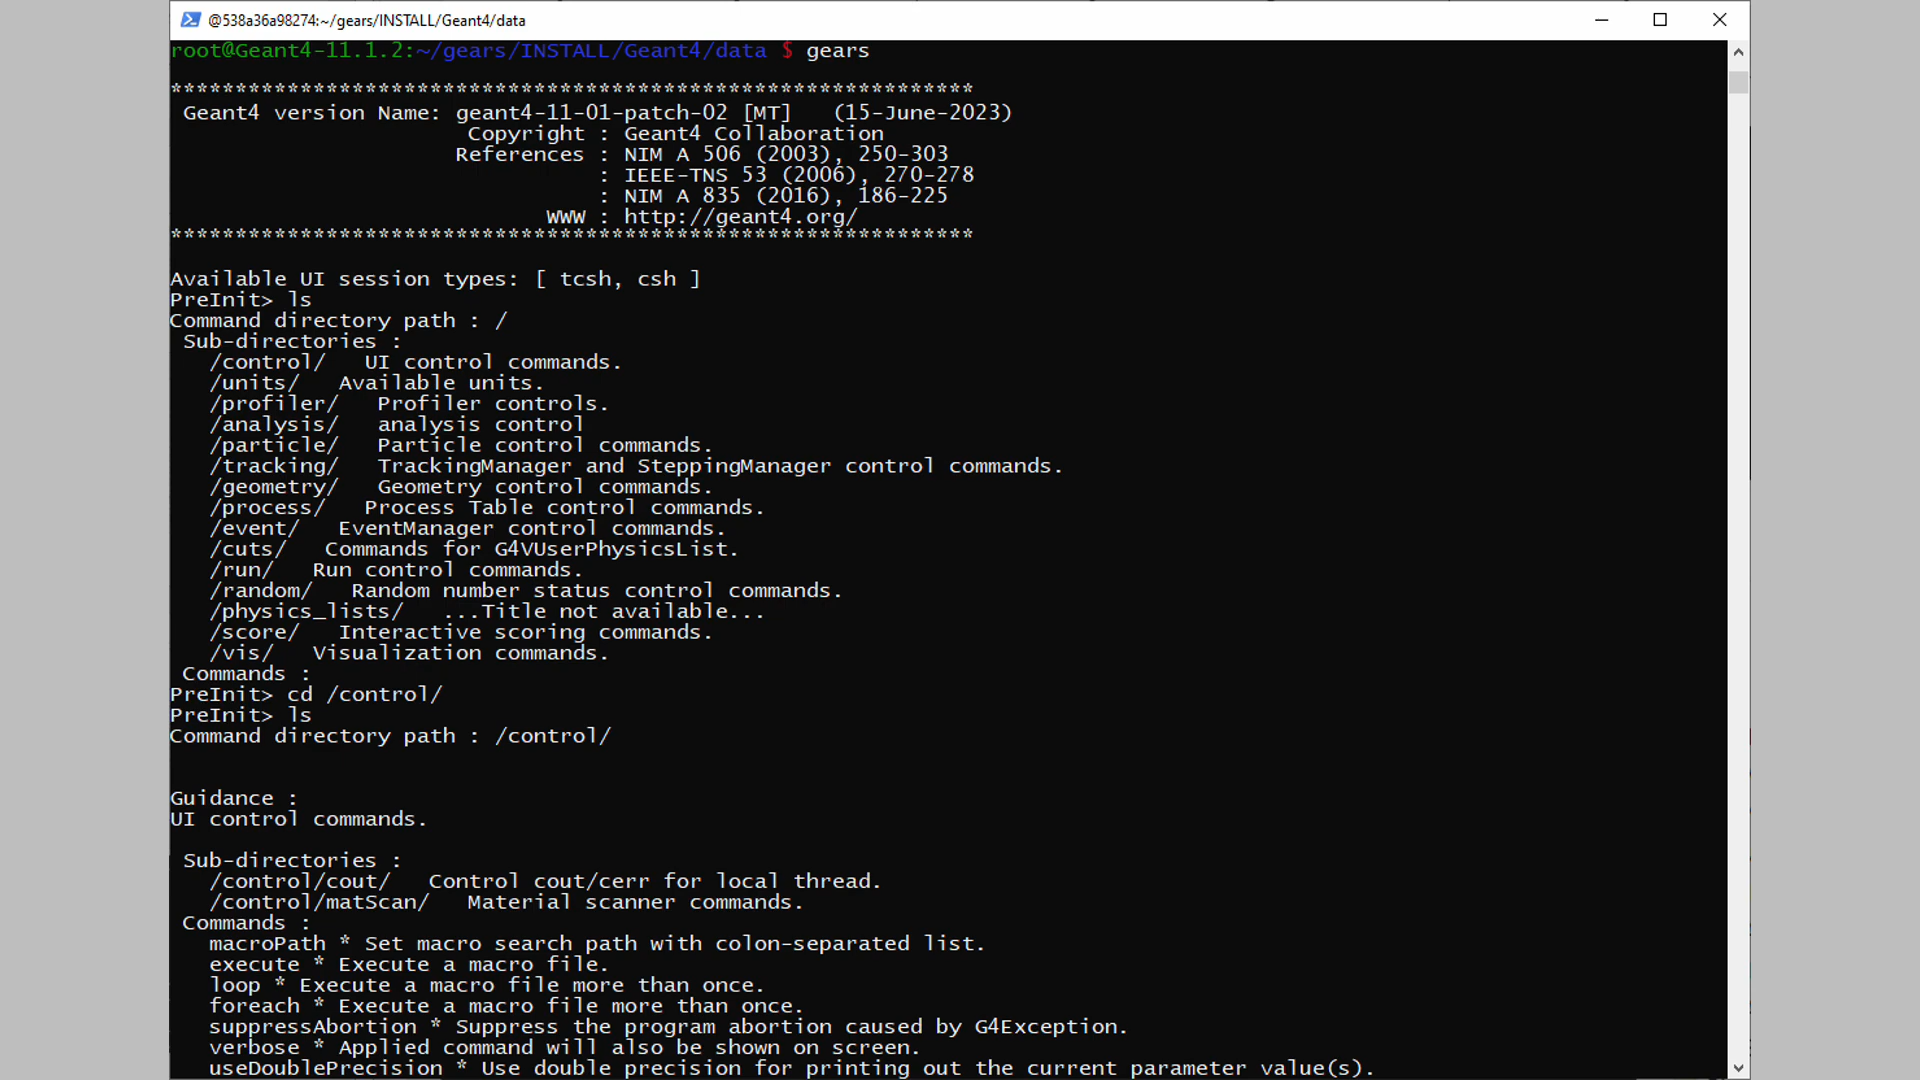 @538a36a98274:~/gears/INSTALL/Geant4/data
root@Geant4-11.1.2:~/gears/INSTALL/Geant4/data $ gears
*************************************************************
Geant4 version Name: geant4-11-01-patch-02 [MT]   (15-June-2023)
Copyright : Geant4 Collaboration
References : NIM A 506 (2003), 250-303
: IEEE-TNS 53 (2006), 270-278
: NIM A 835 (2016), 186-225
WWW : http://geant4.org/
*************************************************************
Available UI session types: [ tcsh, csh ]
PreInit> ls
Command directory path : /
Sub-directories :
/control/   UI control commands.
/units/   Available units.
/profiler/   Profiler controls.
/analysis/   analysis control
/particle/   Particle control commands.
/tracking/   TrackingManager and SteppingManager control commands.
/geometry/   Geometry control commands.
/process/   Process Table control commands.
/event/   EventManager control commands.
/cuts/   Commands for G4VUserPhysicsList.
/run/   Run control commands.
/random/   Random number status control commands.
/physics_lists/   ...Title not available...
/score/   Interactive scoring commands.
/vis/   Visualization commands.
Commands :
PreInit> cd /control/
PreInit> ls
Command directory path : /control/
Guidance :
UI control commands.
Sub-directories :
/control/cout/   Control cout/cerr for local thread.
/control/matScan/   Material scanner commands.
Commands :
macroPath * Set macro search path with colon-separated list.
execute * Execute a macro file.
loop * Execute a macro file more than once.
foreach * Execute a macro file more than once.
suppressAbortion * Suppress the program abortion caused by G4Exception.
verbose * Applied command will also be shown on screen.
useDoublePrecision * Use double precision for printing out the current parameter value(s).